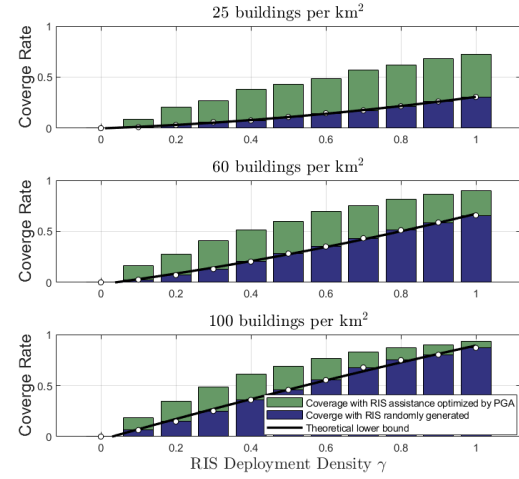 25 buildings per km²
Coverge Rate
1
0.5
0
0 0.2 0.4 0.6 0.8 1
60 buildings per km²
Coverge Rate
1
0.5
0
0 0.2 0.4 0.6 0.8 1
100 buildings per km²
Coverge Rate
1
0.5
0
Coverage with RIS assistance optimized by PGA
Coverge with RIS randomly generated
Theoretical lower bound
0 0.2 0.4 0.6 0.8 1
RIS Deployment Density γ